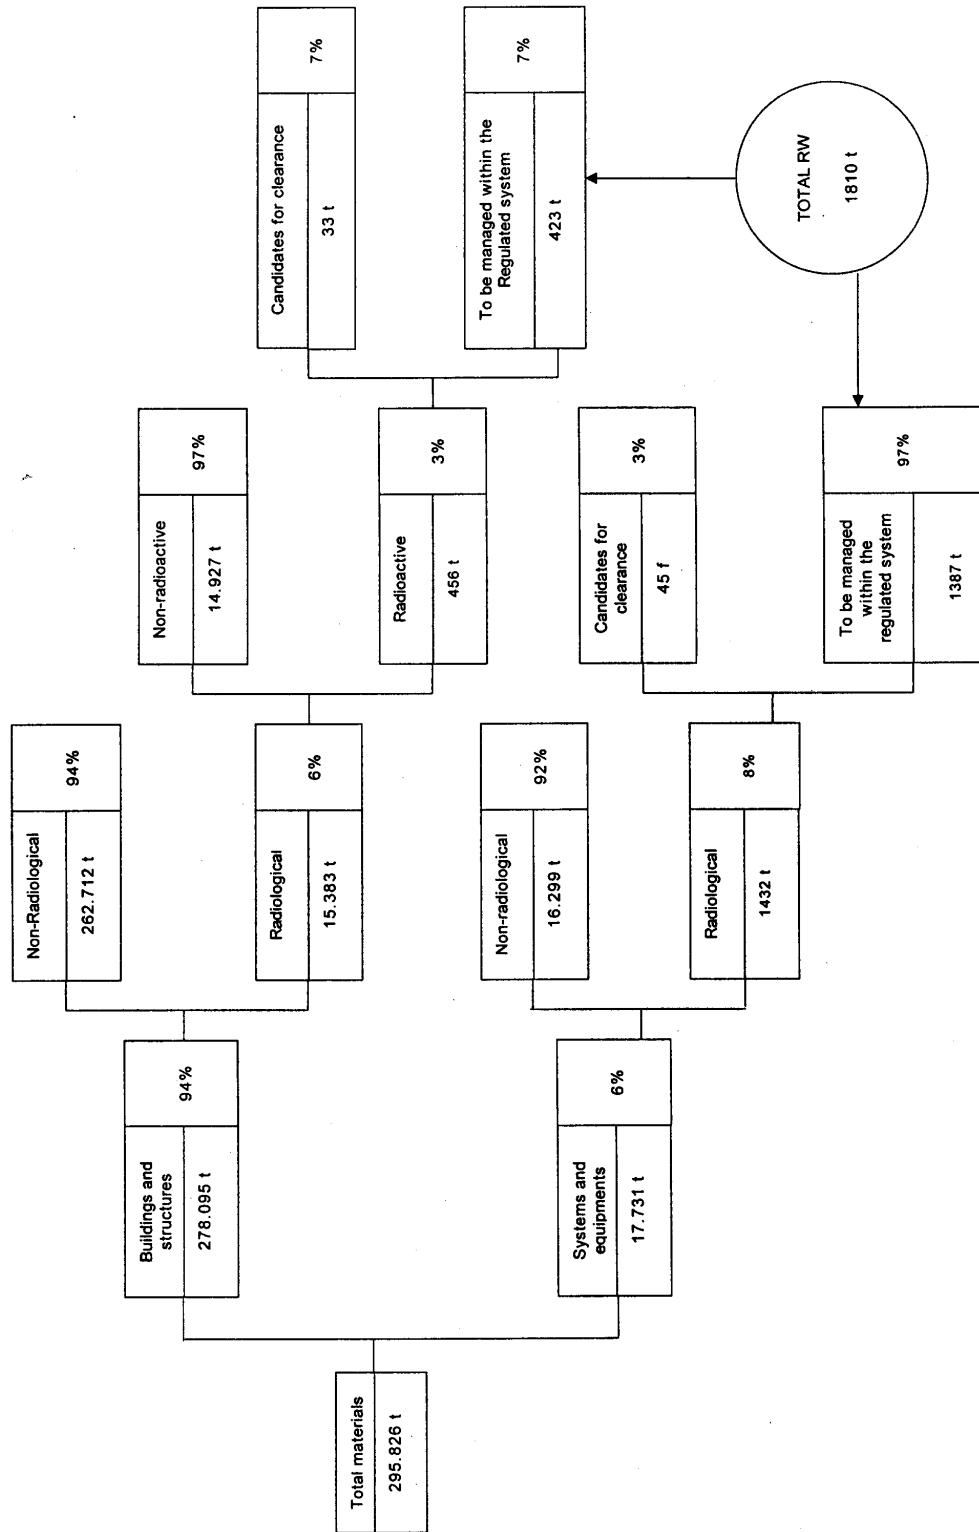 Total materials
295.826 t
Buildings and
structures
278.095 t
94%
Systems and
equipments
17.731 t
6%
Non-Radiological
262.712 t
94%
Radiological
15.383 t
6%
Non-radiological
16.299 t
92%
Radiological
1432 t
8%
Non-radioactive
14.927 t
97%
Radioactive
456 t
3%
Candidates for
clearance
45 f
3%
To be managed
within the
regulated system
1387 t
97%
Candidates for clearance
33 t
7%
To be managed within the
Regulated system
423 t
7%
TOTAL RW
1810 t